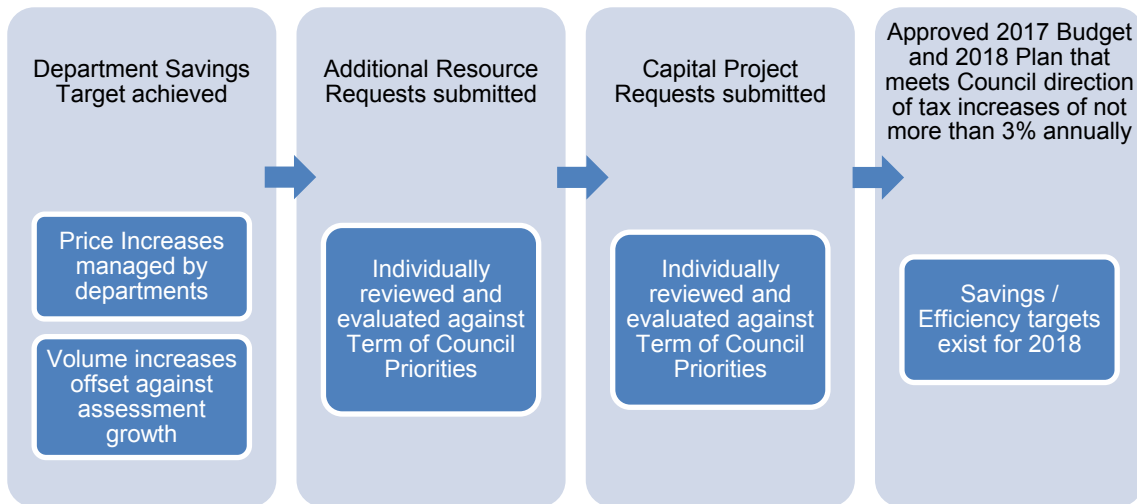 Department Savings
Target achieved
Price Increases
managed by
departments
Volume increases
offset against
assessment
growth
Additional Resource
Requests submitted
Individually
reviewed and
evaluated against
Term of Council
Priorities
Capital Project
Requests submitted
Individually
reviewed and
evaluated against
Term of Council
Priorities
Approved 2017 Budget
and 2018 Plan that
meets Council direction
of tax increases of not
more than 3% annually
Savings /
Efficiency targets
exist for 2018